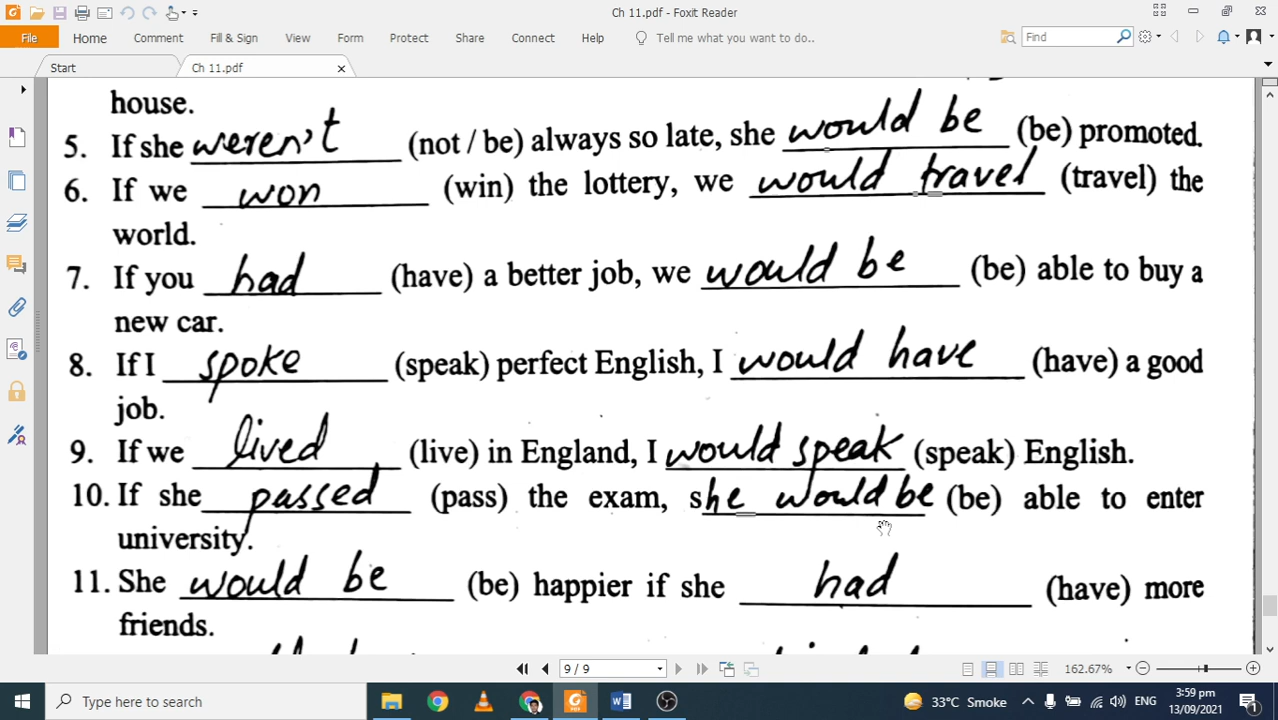 Ch 11.pdf - Foxit Reader
File Home Comment Fill & Sign View Form Protect Share Connect Help Tell me what you want to do.. Find
Start Ch 11.pdf
house.
5. If she weren't (not / be) always so late, she would be (be) promoted.
6. If we won (win) the lottery, we would travel (travel) the
world.
7. If you had (have) a better job, we would be (be) able to buy a
new car.
8. If I spoke (speak) perfect English, I would have (have) a good
job.
9. If we lived (live) in England, I would speak (speak) English.
10. If she passed (pass) the exam, she would be (be) able to enter
university.
11. She would be (be) happier if she had (have) more
friends.
9 / 9 162.67%
Type here to search 33°C Smoke ENG 3:59 pm
13/09/2021